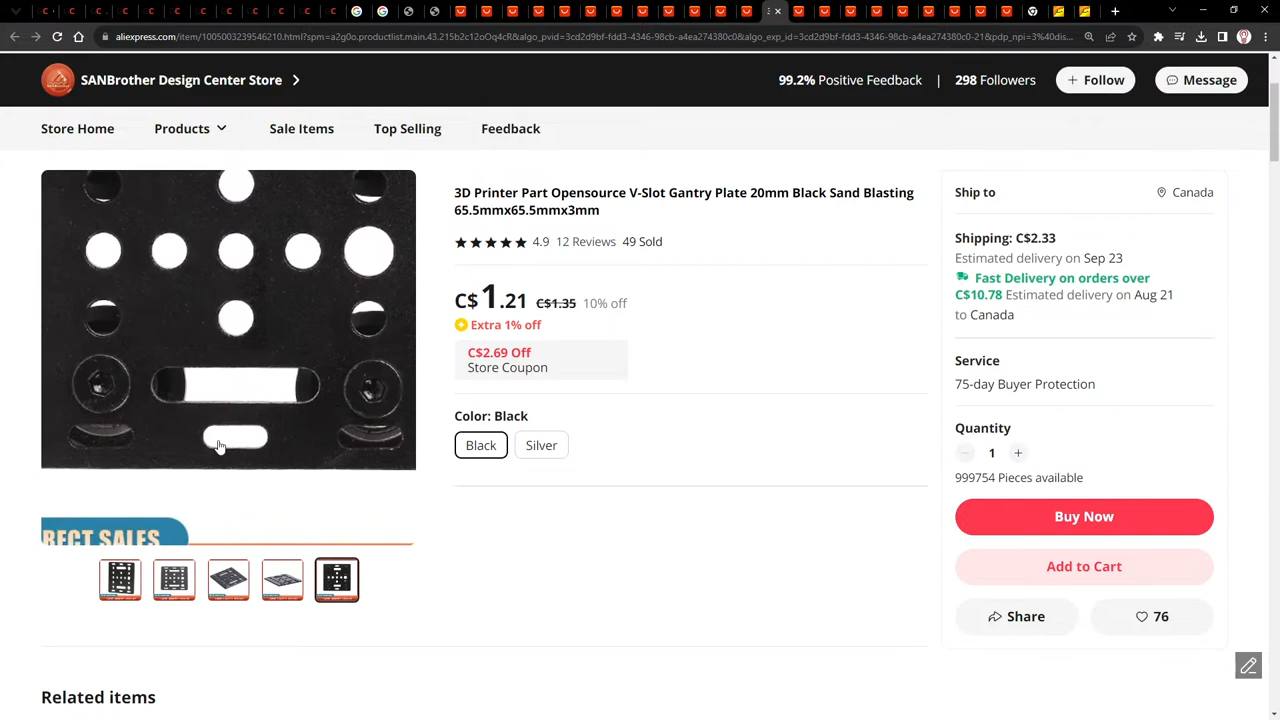 aliexpress.com/item/1005003239546210.html?spm=a2g0o.productlist.main.43.215b2c12oOq4cR&algo_pvid=3cd2d9bf-fdd3-4346-98cb-a4ea274380c0&algo_exp_id=3cd2d9bf-fdd3-4346-98cb-a4ea274380c0-21&pdp_npi=3%40dis...
SANBrother Design Center Store
99.2% Positive Feedback | 298 Followers
+ Follow
Message
Store Home
Products
Sale Items
Top Selling
Feedback
3D Printer Part Opensource V-Slot Gantry Plate 20mm Black Sand Blasting
65.5mmx65.5mmx3mm
4.9 12 Reviews 49 Sold
C$1.21 C$1.35 10% off
Extra 1% off
C$2.69 Off
Store Coupon
Color: Black
Black
Silver
RECT SALES
Ship to
Canada
Shipping: C$2.33
Estimated delivery on Sep 23
Fast Delivery on orders over
C$10.78 Estimated delivery on Aug 21
to Canada
Service
75-day Buyer Protection
Quantity
- 1 +
999754 Pieces available
Buy Now
Add to Cart
Share
76
Related items